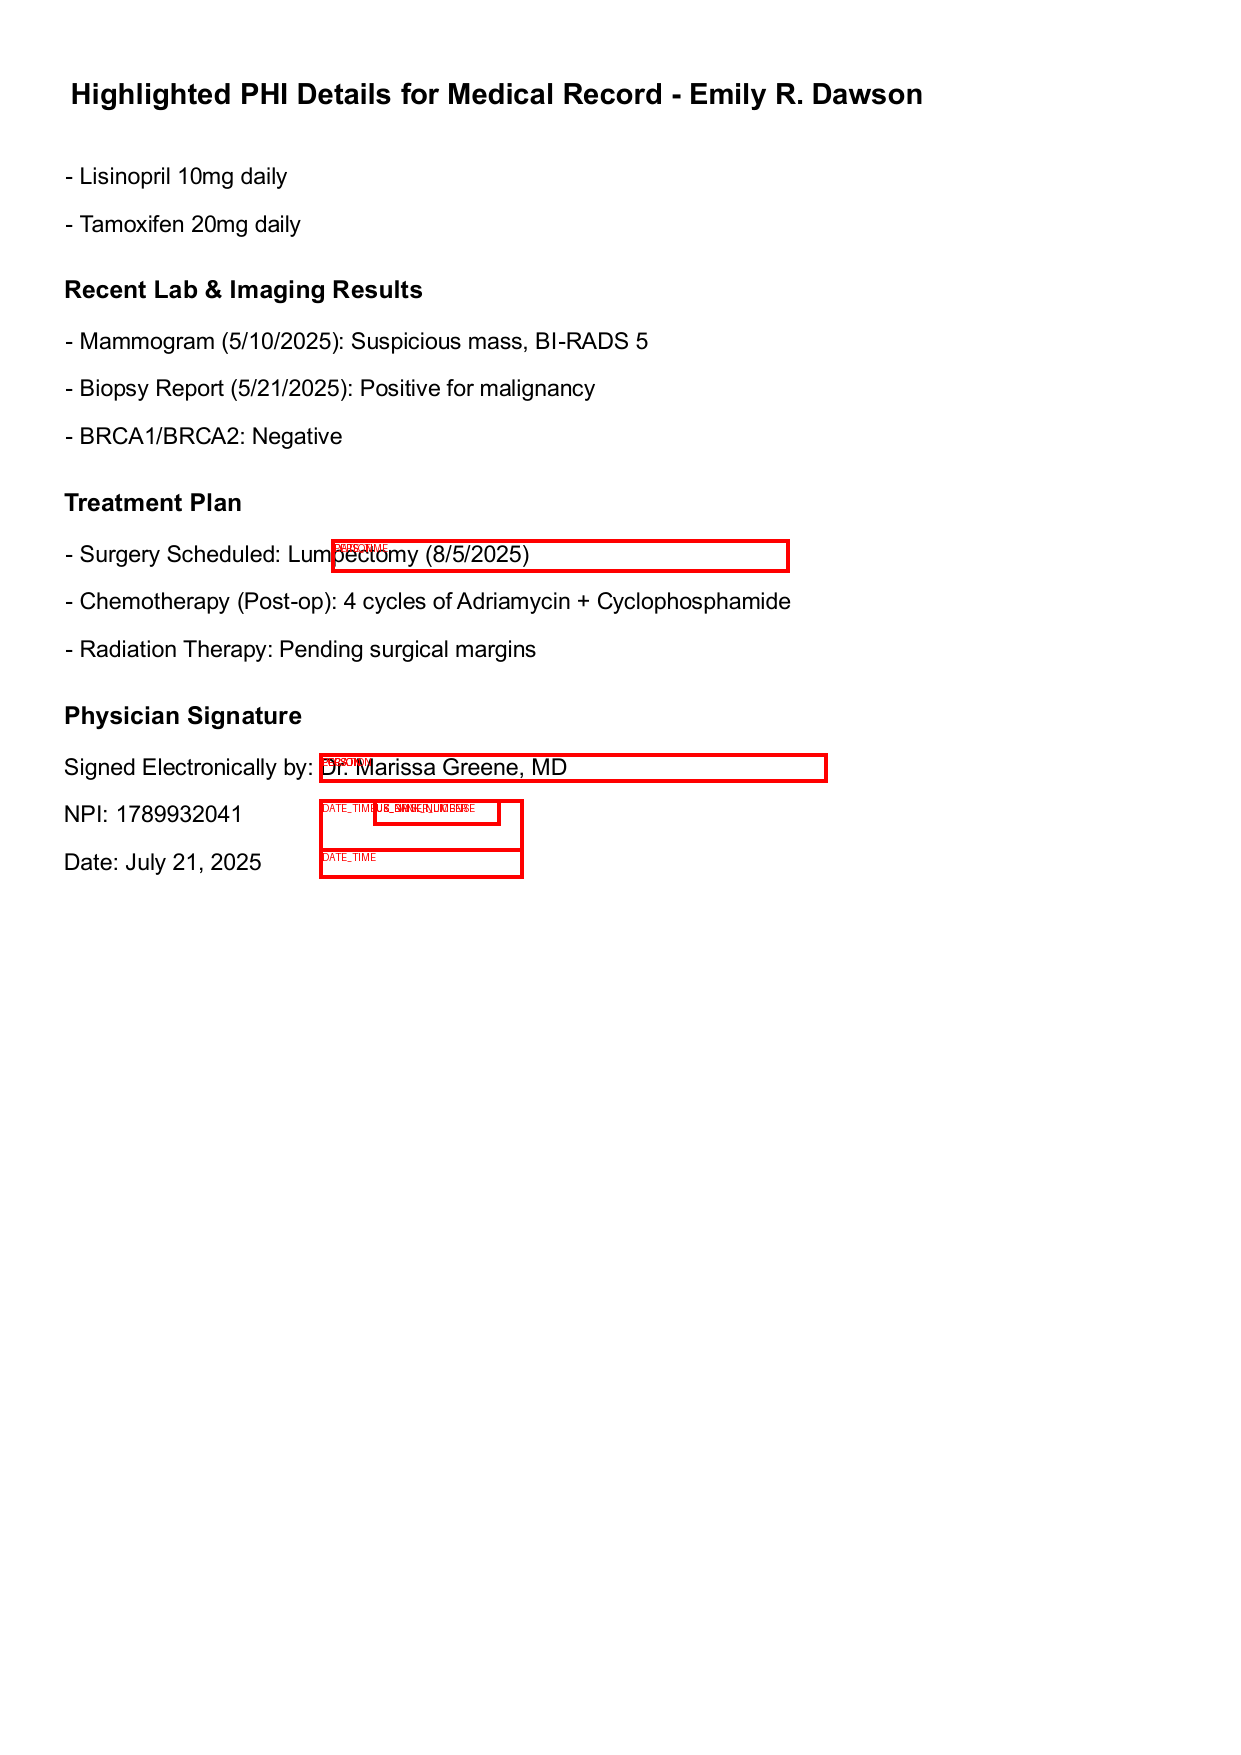 Highlighted PHI Details for Medical Record - Emily R. Dawson
- Lisinopril 10mg daily
- Tamoxifen 20mg daily
Recent Lab & Imaging Results
- Mammogram (5/10/2025): Suspicious mass, BI-RADS 5
- Biopsy Report (5/21/2025): Positive for malignancy
- BRCA1/BRCA2: Negative
Treatment Plan
- Surgery Scheduled: Lumpectomy (8/5/2025)
- Chemotherapy (Post-op): 4 cycles of Adriamycin + Cyclophosphamide
- Radiation Therapy: Pending surgical margins
Physician Signature
Signed Electronically by: Dr. Marissa Greene, MD
NPI: 1789932041 DATE_TIME
Date: July 21, 2025 DATE_TIME